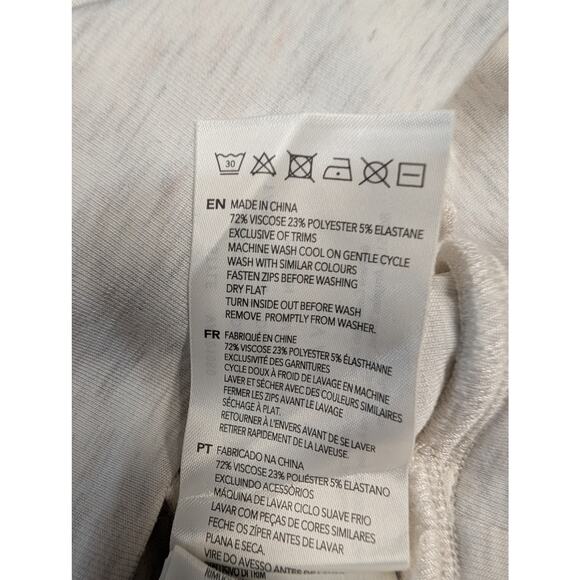 30
EN MADE IN CHINA
72% VISCOSE 23% POLYESTER 5% ELASTANE
EXCLUSIVE OF TRIMS
MACHINE WASH COOL ON GENTLE CYCLE
WASH WITH SIMILAR COLOURS
FASTEN ZIPS BEFORE WASHING
DRY FLAT
TURN INSIDE OUT BEFORE WASH
REMOVE PROMPTLY FROM WASHER.
FR FABRIQUÉ EN CHINE
72% VISCOSE 23% POLYESTER 5% ÉLASTHANNE
EXCLUSIVITÉ DES GARNITURES
CYCLE DOUX À FROID DE LAVAGE EN MACHINE
LAVER ET SÉCHER AVEC DES COULEURS SIMILAIRES
FERMER LES ZIPS AVANT LE LAVAGE
SÉCHAGE À PLAT.
RETOURNER À L'ENVERS AVANT DE SE LAVER
RETIRER RAPIDEMENT DE LA LAVEUSE.
PT FABRICADO NA CHINA
72% VISCOSE 23% POLIÉSTER 5% ELASTANO
EXCLUINDO ACESSÓRIOS
MÁQUINA DE LAVAR CICLO SUAVE FRIO
LAVAR COM PEÇAS DE CORES SIMILARES
FECHE OS ZÍPER ANTES DE LAVAR
PLANA E SECA.
VIRE DO AVESSO ANTES DE